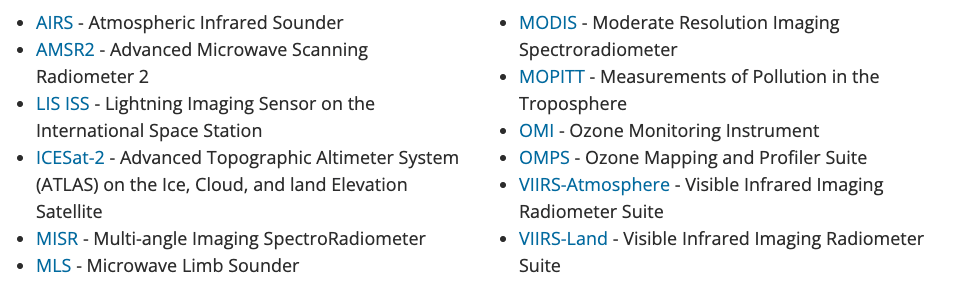 AIRS - Atmospheric Infrared Sounder
AMSR2 - Advanced Microwave Scanning
Radiometer 2
LIS ISS - Lightning Imaging Sensor on the
International Space Station
ICESat-2 - Advanced Topographic Altimeter System
(ATLAS) on the Ice, Cloud, and land Elevation
Satellite
MISR - Multi-angle Imaging SpectroRadiometer
MLS - Microwave Limb Sounder
MODIS - Moderate Resolution Imaging
Spectroradiometer
MOPITT - Measurements of Pollution in the
Troposphere
OMI - Ozone Monitoring Instrument
OMPS - Ozone Mapping and Profiler Suite
VIIRS-Atmosphere - Visible Infrared Imaging
Radiometer Suite
VIIRS-Land - Visible Infrared Imaging Radiometer
Suite